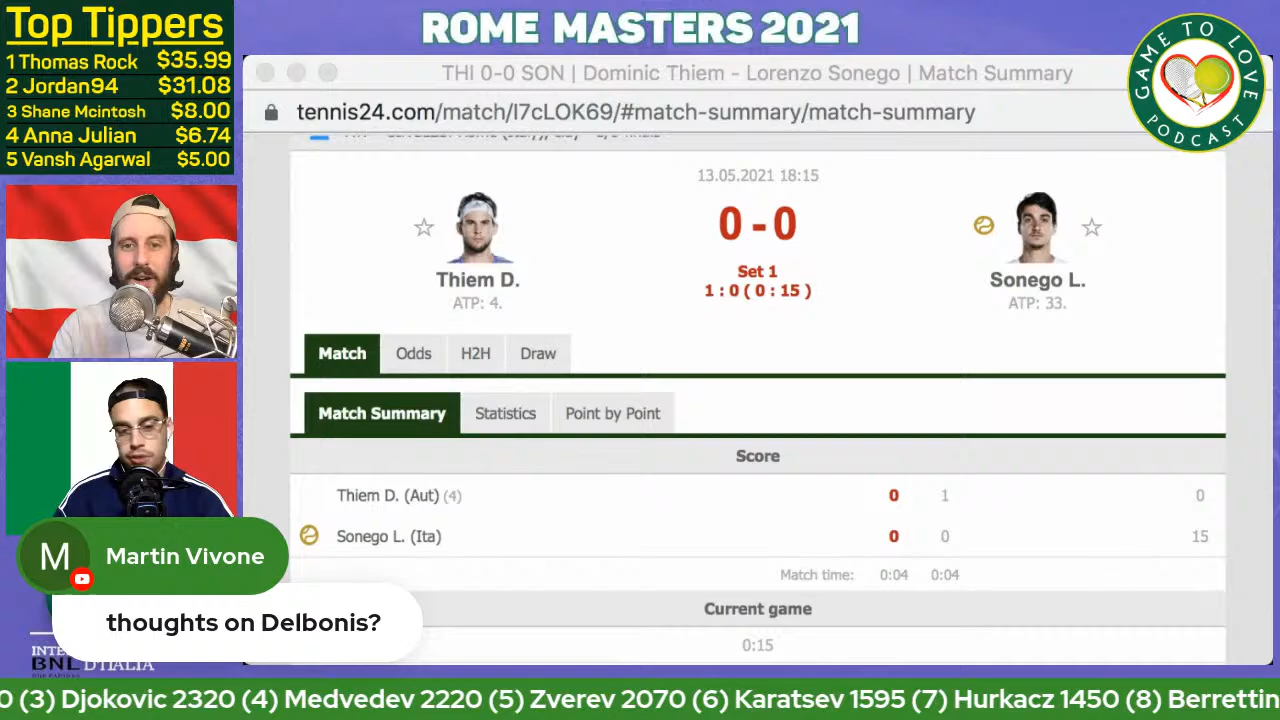 Top Tippers
1 Thomas Rock $35.99
2 Jordan94 $31.08
3 Shane Mcintosh $8.00
4 Anna Julian $6.74
5 Vansh Agarwal $5.00
ROME MASTERS 2021
GAME TO LOVE
PODCAST
THI 0-0 SON | Dominic Thiem - Lorenzo Sonego | Match Summary
tennis24.com/match/I7cLOK69/#match-summary/match-summary
13.05.2021 18:15
0 - 0
Set 1
1 : 0 ( 0 : 15 )
Thiem D.
ATP: 4.
Sonego L.
ATP: 33.
Match Odds H2H Draw
Match Summary Statistics Point by Point
Score
Thiem D. (Aut) (4) 0 1 0
Sonego L. (Ita) 0 0 15
Match time: 0:04 0:04
Current game
0:15
M
Martin Vivone
thoughts on Delbonis?
INTE
BNL D'ITALIA
0 (3) Djokovic 2320 (4) Medvedev 2220 (5) Zverev 2070 (6) Karatsev 1595 (7) Hurkacz 1450 (8) Berrettin